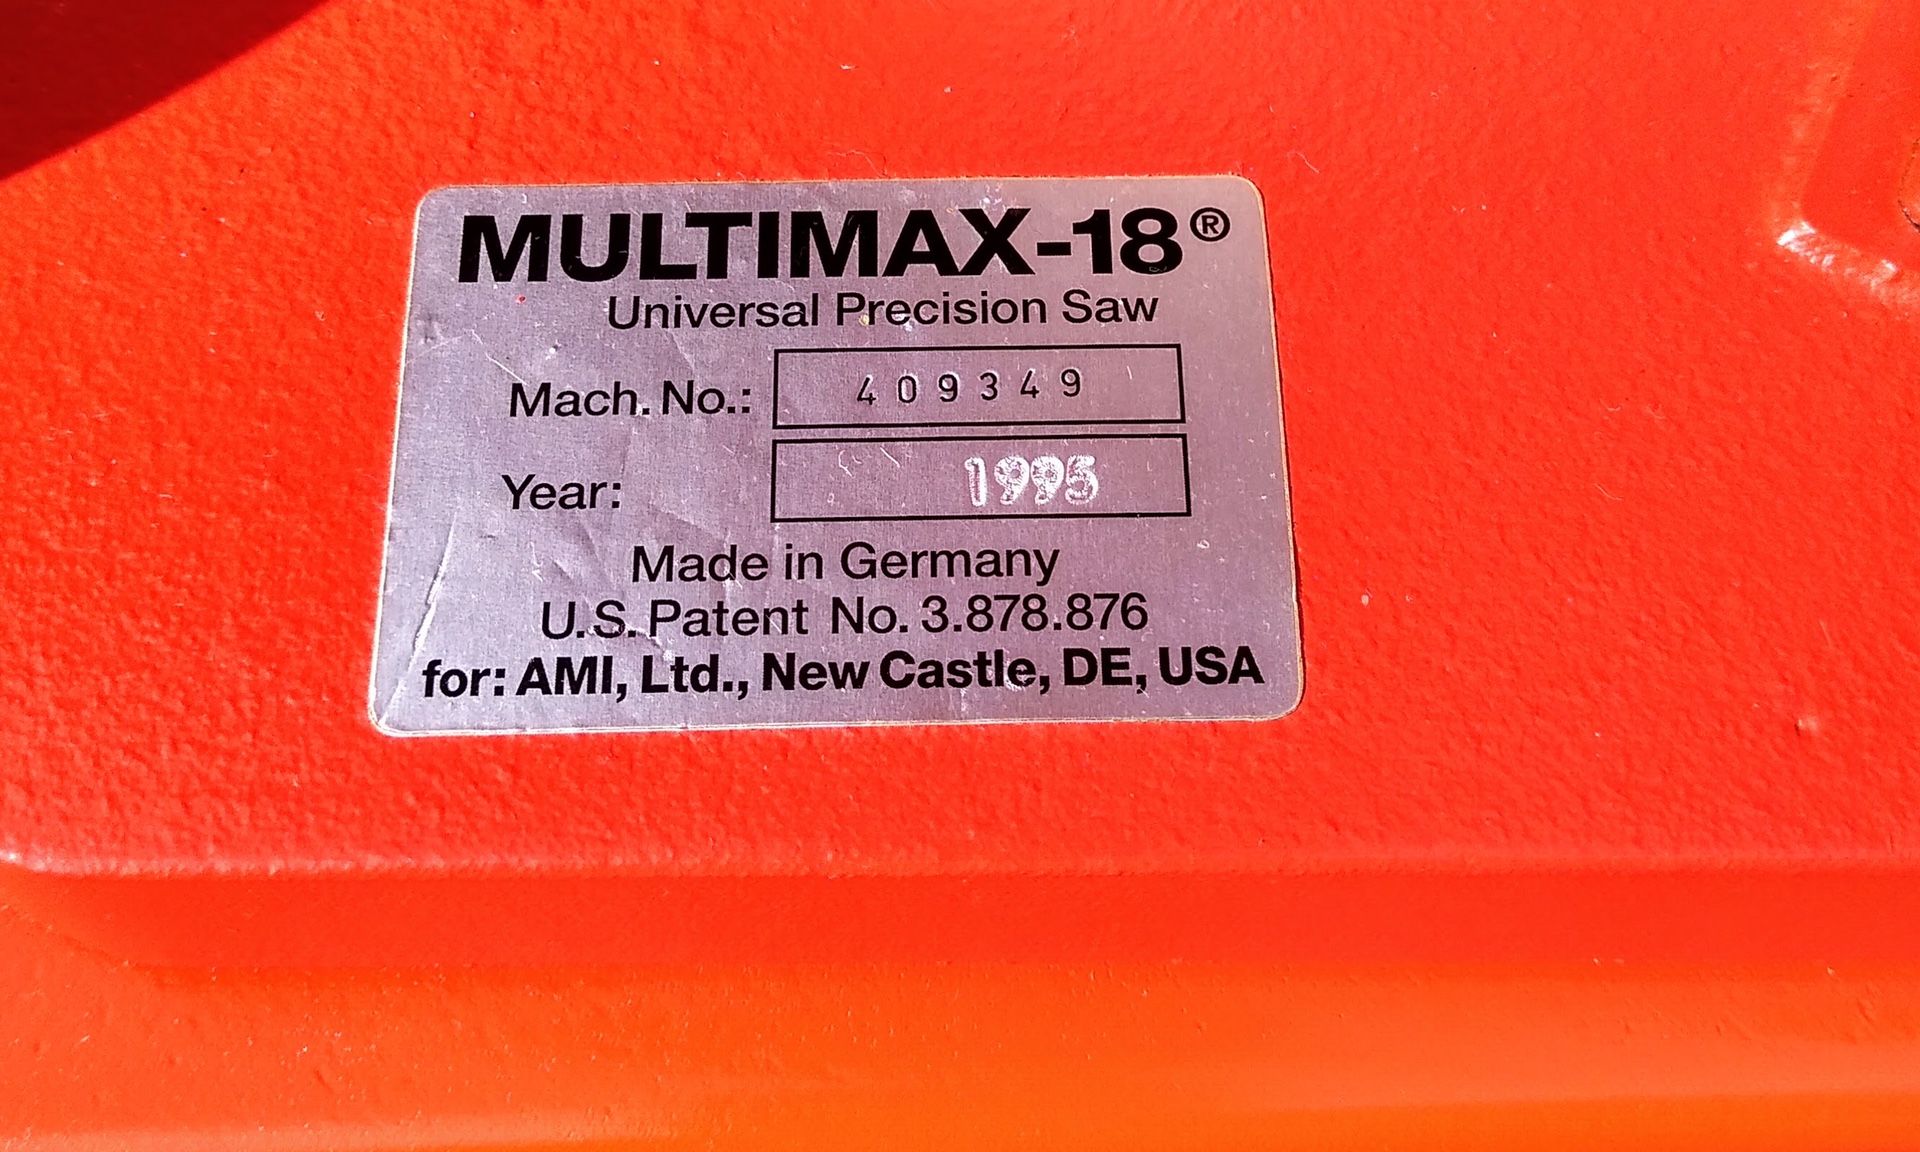 MULTIMAX-18®
Universal Precision Saw
Mach. No.: 409349
Year: 1995
Made in Germany
U.S. Patent No. 3.878.876
for: AMI, Ltd., New Castle, DE, USA